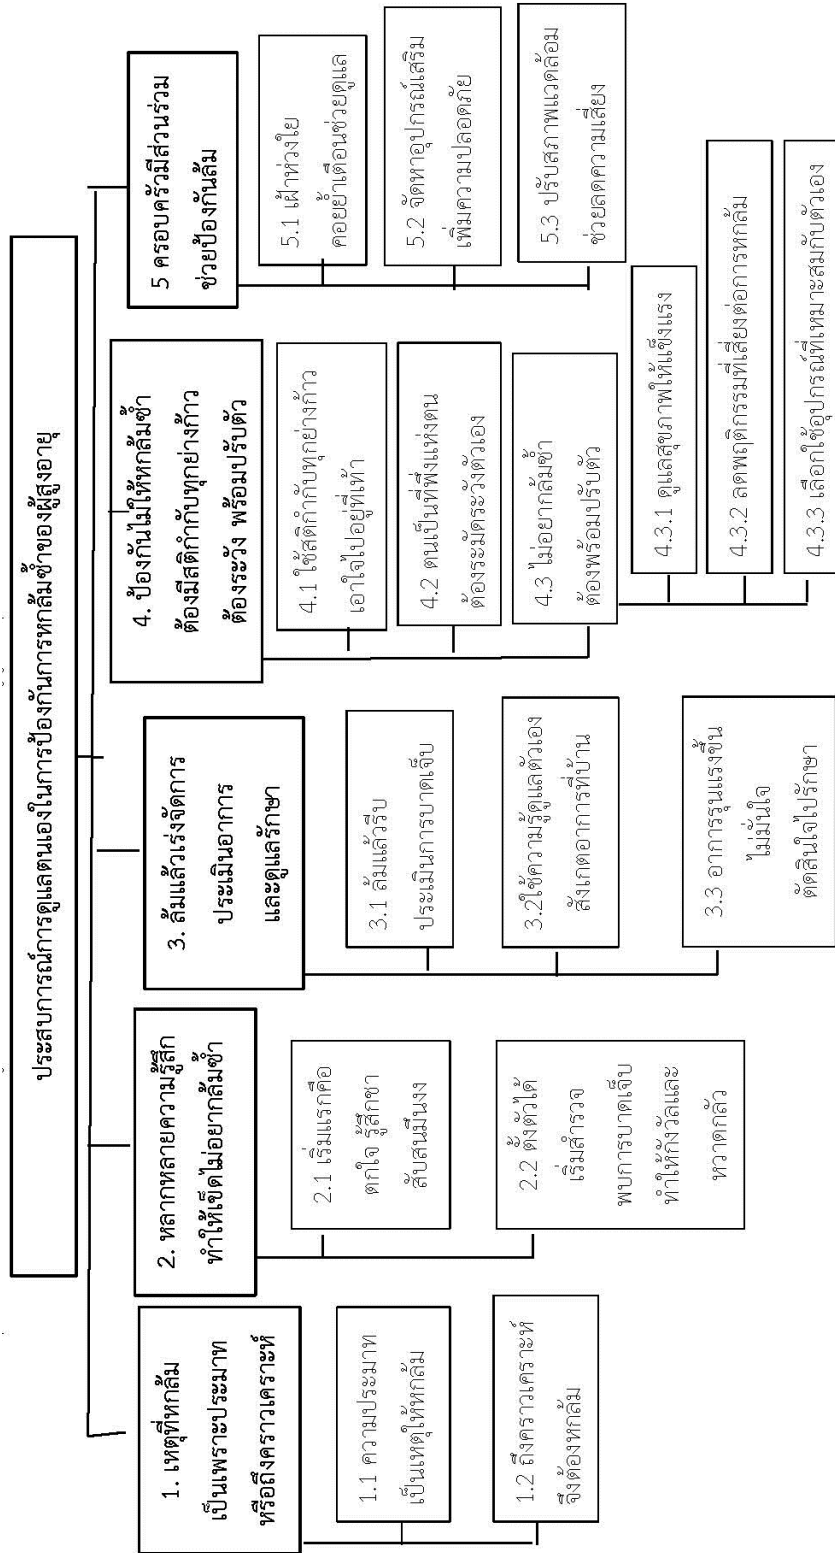 ประสบการณ์การดูแลตนเองในการป้องกันการหกล้มซ้ำของผู้สูงอายุ
1. เหตุที่หกล้ม
เป็นเพราะประมาท
หรือถึงคราวเคราะห์
1.1 ความประมาท
เป็นเหตุให้หกล้ม
1.2 ถึงคราวเคราะห์
จึงต้องหกล้ม
2. หลากหลายความรู้สึก
ทำให้เข็ดไม่อยากล้มซ้ำ
2.1 เริ่มแรกคือ
ตกใจ รู้สึกชา
สับสนมึนงง
2.2 ตั้งตัวได้
เริ่มสำรวจ
พบการบาดเจ็บ
ทำให้กังวลและ
หวาดกลัว
3. ล้มแล้วเร่งจัดการ
ประเมินอาการ
และดูแลรักษา
3.1 ล้มแล้วรีบ
ประเมินการบาดเจ็บ
3.2ใช้ความรู้ดูแลตัวเอง
สังเกตอาการที่บ้าน
3.3 อาการรุนแรงขึ้น
ไม่มั่นใจ
ตัดสินใจไปรักษา
4. ป้องกันไม่ให้หกล้มซ้ำ
ต้องมีสติกำกับทุกย่างก้าว
ต้องระวัง พร้อมปรับตัว
4.1 ใช้สติกำกับทุกย่างก้าว
เอาใจไปอยู่ที่เท้า
4.2 ตนเป็นที่พึ่งแห่งตน
ต้องระมัดระวังตัวเอง
4.3 ไม่อยากล้มซ้ำ
ต้องพร้อมปรับตัว
4.3.1 ดูแลสุขภาพให้แข็งแรง
4.3.2 ลดพฤติกรรมที่เสี่ยงต่อการหกล้ม
4.3.3 เลือกใช้อุปกรณ์ที่เหมาะสมกับตัวเอง
5 ครอบครัวมีส่วนร่วม
ช่วยป้องกันล้ม
5.1 เฝ้าห่วงใย
คอยย้ำเตือนช่วยดูแล
5.2 จัดหาอุปกรณ์เสริม
เพิ่มความปลอดภัย
5.3 ปรับสภาพแวดล้อม
ช่วยลดความเสี่ยง